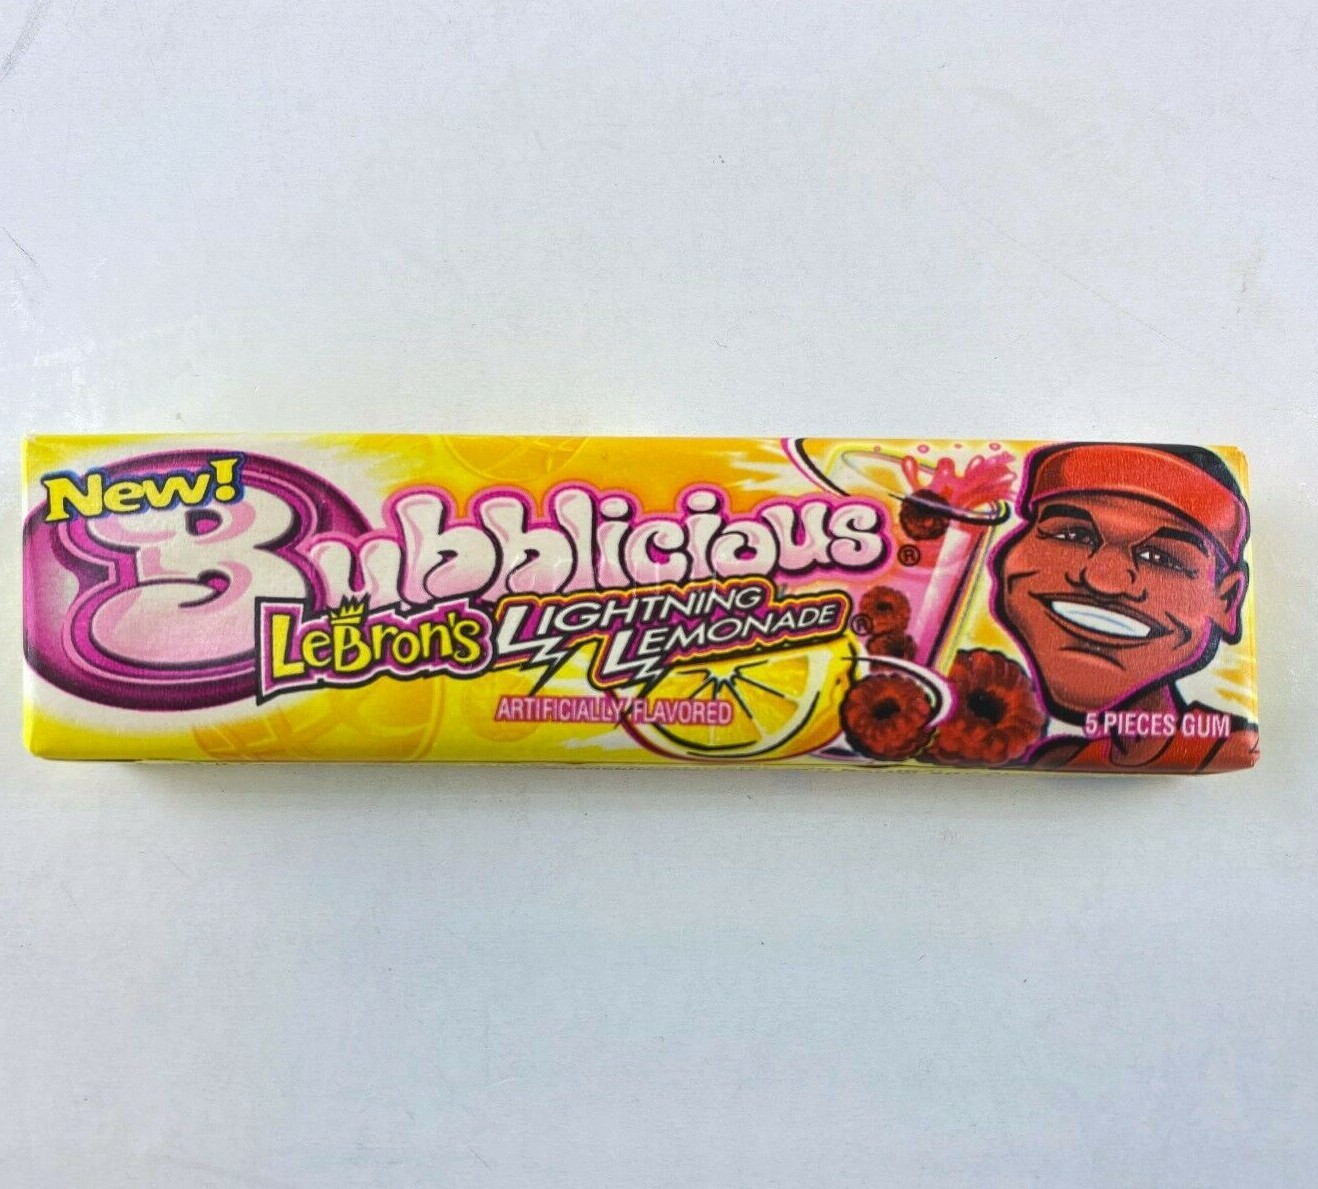 New!
Bubblicious®
LeBron's LIGHTNING
LEMONADE®
ARTIFICIALLY FLAVORED
5 PIECES GUM